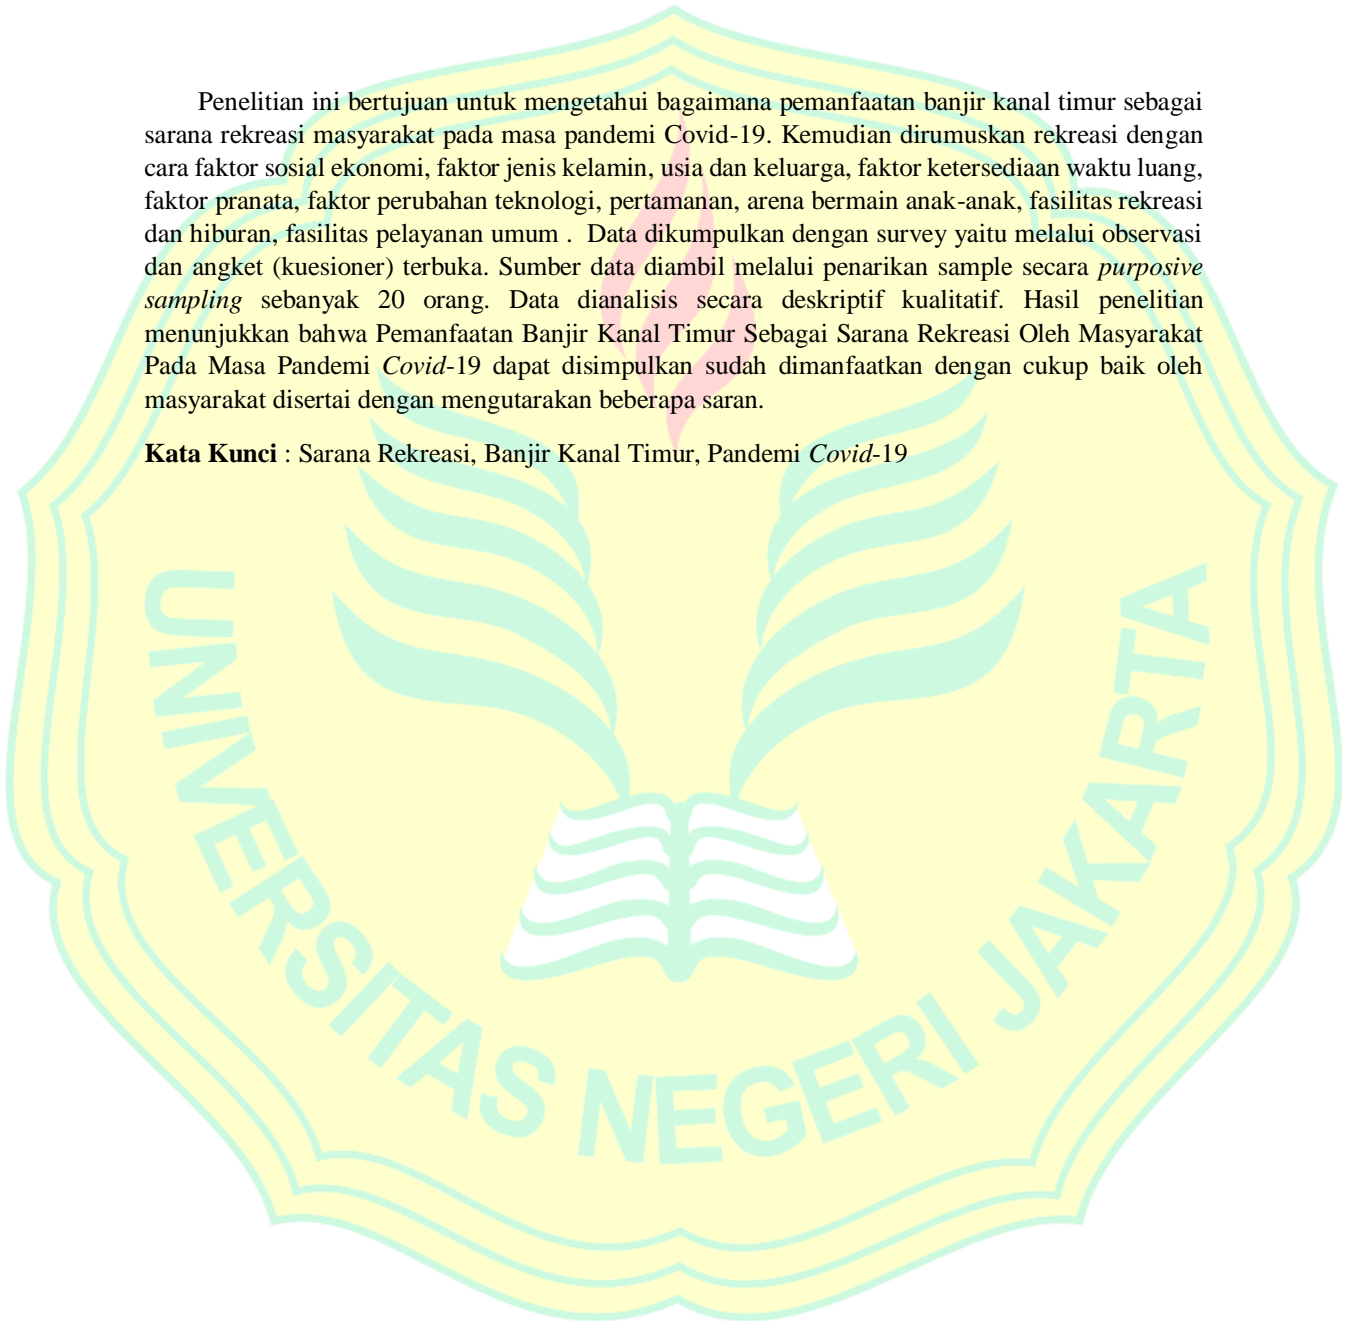 Penelitian ini bertujuan untuk mengetahui bagaimana pemanfaatan banjir kanal timur sebagai
sarana rekreasi masyarakat pada masa pandemi Covid-19. Kemudian dirumuskan rekreasi dengan
cara faktor sosial ekonomi, faktor jenis kelamin, usia dan keluarga, faktor ketersediaan waktu luang,
faktor pranata, faktor perubahan teknologi, pertamanan, arena bermain anak-anak, fasilitas rekreasi
dan hiburan, fasilitas pelayanan umum . Data dikumpulkan dengan survey yaitu melalui observasi
dan angket (kuesioner) terbuka. Sumber data diambil melalui penarikan sample secara purposive
sampling sebanyak 20 orang. Data dianalisis secara deskriptif kualitatif. Hasil penelitian
menunjukkan bahwa Pemanfaatan Banjir Kanal Timur Sebagai Sarana Rekreasi Oleh Masyarakat
Pada Masa Pandemi Covid-19 dapat disimpulkan sudah dimanfaatkan dengan cukup baik oleh
masyarakat disertai dengan mengutarakan beberapa saran.
Kata Kunci : Sarana Rekreasi, Banjir Kanal Timur, Pandemi Covid-19
UNIVERSITAS NEGERI JAKARTA